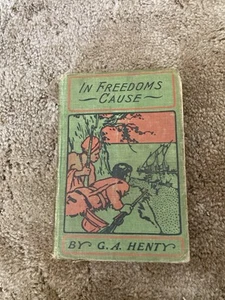 IN FREEDOMS
CAUSE
BY G. A. HENTY